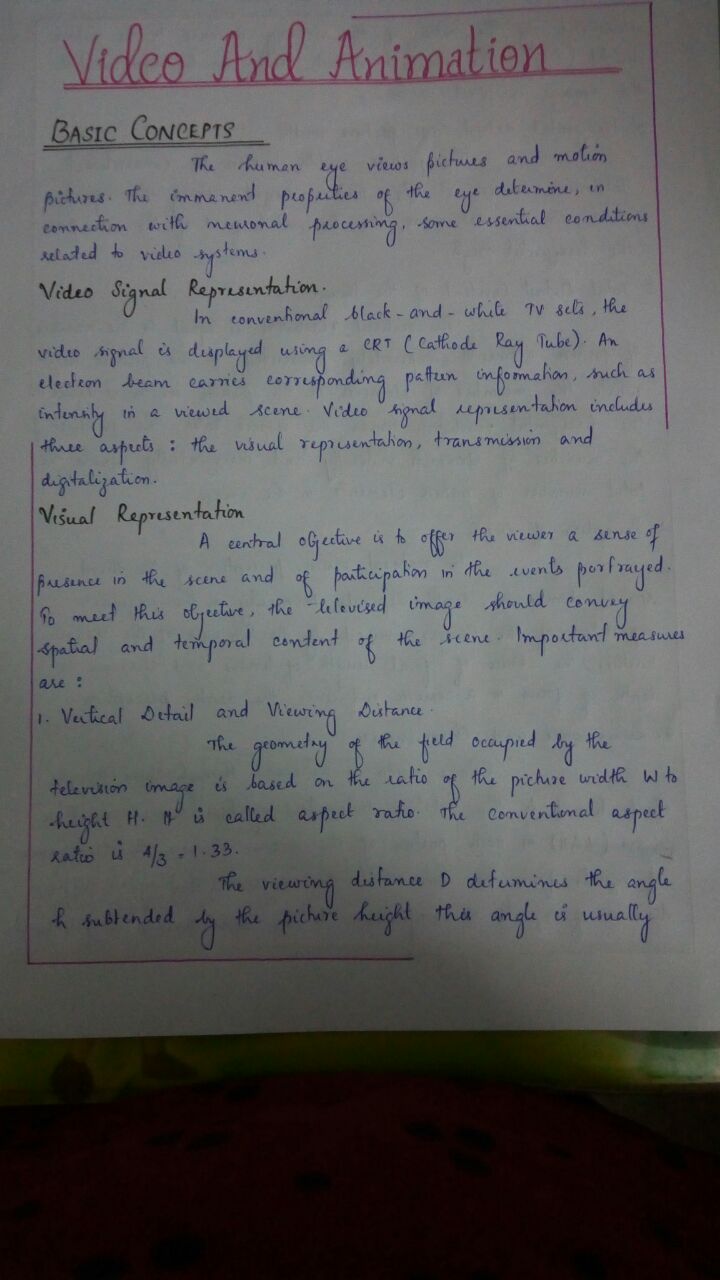 Video And Animation
BASIC CONCEPTS
The human eye views pictures and motion
pictures. The immanent properties of the eye determine, in
connection with neuronal processing, some essential conditions
related to video systems.
Video Signal Representation.
In conventional black-and-white TV sets, the
video signal is displayed using a CRT (Cathode Ray Tube). An
electron beam carries corresponding pattern information, such as
intensity in a viewed scene. Video signal representation includes
three aspects : the visual representation, transmission and
digitalization.
Visual Representation
A central objective is to offer the viewer a sense of
presence in the scene and of participation in the events portrayed.
To meet this objective, the televised image should convey
spatial and temporal content of the scene. Important measures
are :
1. Vertical Detail and Viewing Distance.
The geometry of the field occupied by the
television image is based on the ratio of the picture width W to
height H. It is called aspect ratio. The conventional aspect
ratio is 4/3 = 1.33.
The viewing distance D determines the angle
h subtended by the picture height this angle is usually